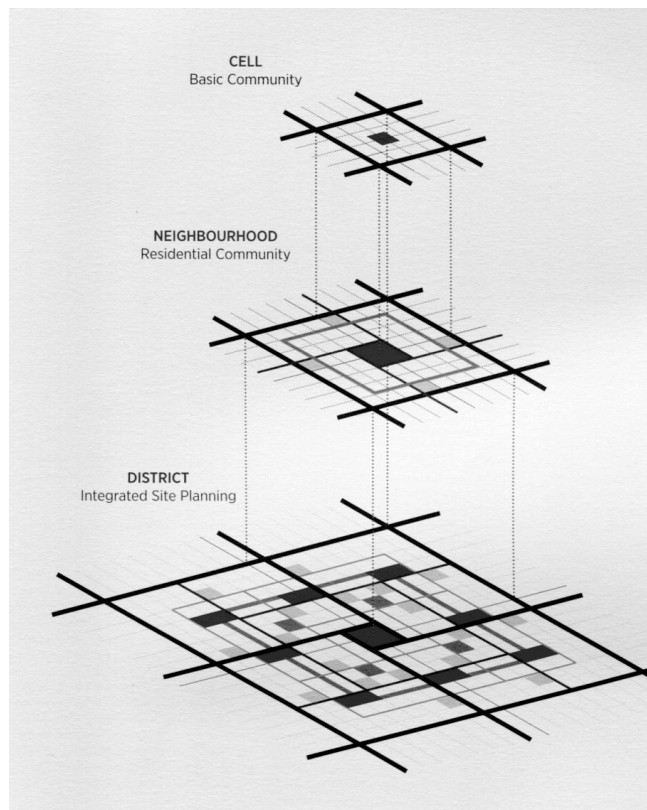 CELL
Basic Community
NEIGHBOURHOOD
Residential Community
DISTRICT
Integrated Site Planning